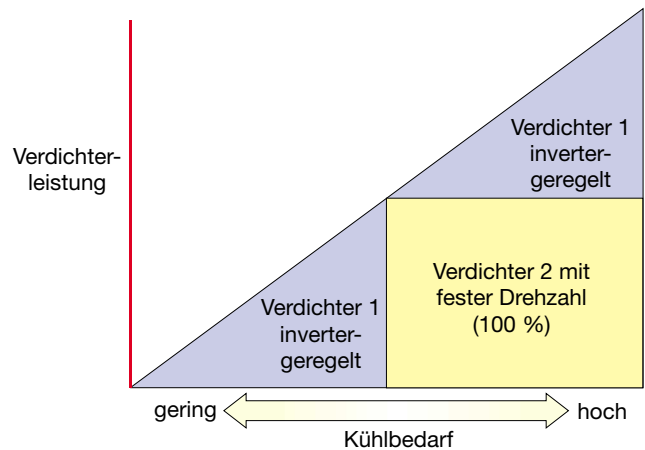 Verdichter-
leistung
Verdichter 1
inverter-
geregelt
Verdichter 2 mit
fester Drehzahl
(100 %)
Verdichter 1
inverter-
geregelt
gering
hoch
Kühlbedarf